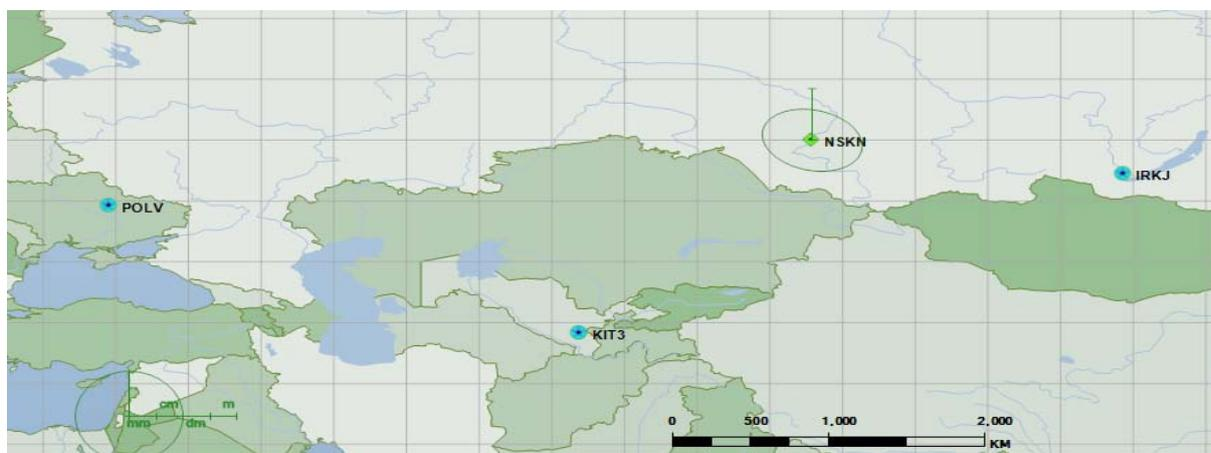 NSKN
IRKJ
POLV
KIT3
cm m
mm dm
0 500 1,000 2,000
KM